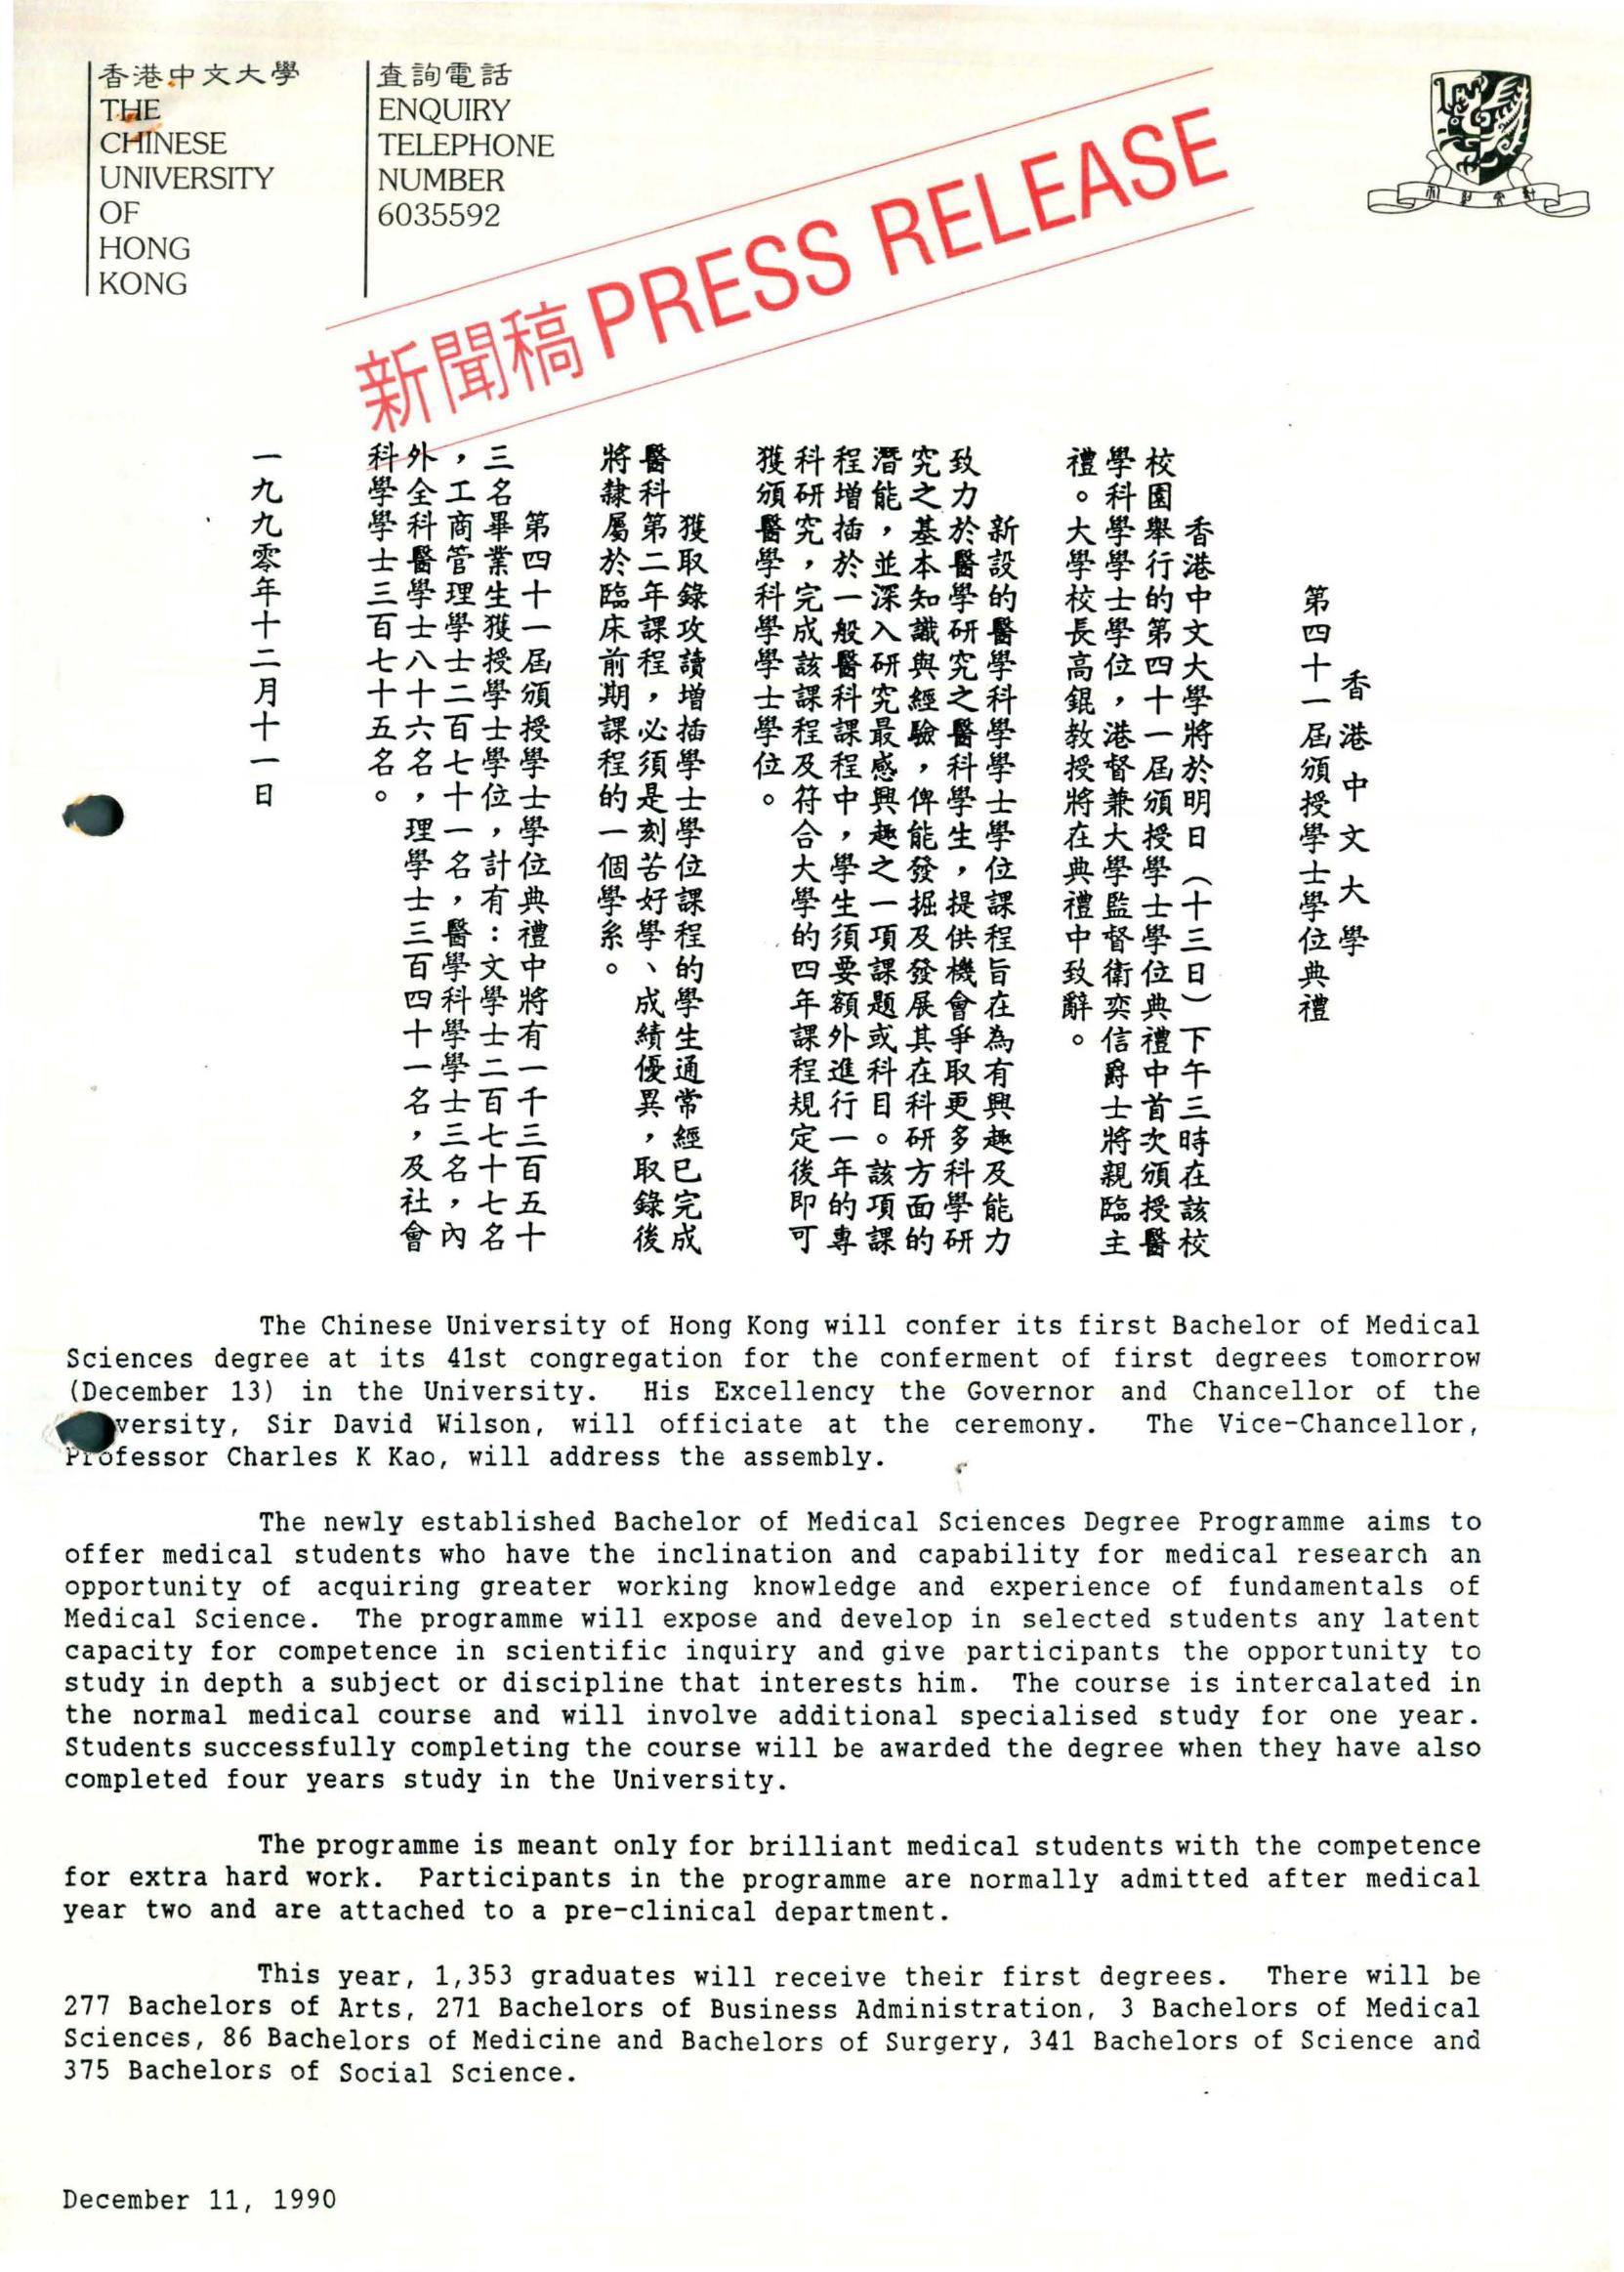 香港中文大學
THE
CHINESE
UNIVERSITY
OF
HONG
KONG
查詢電話
ENQUIRY
TELEPHONE
NUMBER
6035592
新聞稿 PRESS RELEASE
香港中文大學
第四十一屆頒授學士學位典禮
香港中文大學將於明日（十三日）下午三時在該校
校園舉行的第四十一屆頒授學士學位典禮中首次頒授醫
學科學學士學位，港督兼大學監督衛奕信爵士將親臨主
禮。大學校長高錕教授將在典禮中致辭。
新設的醫學科學學士學位課程旨在為有興趣及能力
致力於醫學研究之醫科學生，提供機會爭取更多科學研
究之基本知識與經驗，俾能發掘及發展其在科研方面的
潛能，並深入研究最感興趣之一項課題或科目。該項課
程增插於一般醫科課程中，學生須要額外進行一年的專
科研究，完成該課程及符合大學的四年課程規定後即可
獲頒醫學科學學士學位。
獲取錄攻讀增插學士學位課程的學生通常經已完成
醫科第二年課程，必須是刻苦好學、成績優異，取錄後
將隸屬於臨床前期課程的一個學系。
第四十一屆頒授學士學位典禮中將有一千三百五十
三名畢業生獲授學士學位，計有：文學士二百七十七名
，工商管理學士二百七十一名，醫學科學學士三名，內
外全科醫學士八十六名，理學士三百四十一名，及社會
科學學士三百七十五名。
一九九零年十二月十一日
The Chinese University of Hong Kong will confer its first Bachelor of Medical
Sciences degree at its 41st congregation for the conferment of first degrees tomorrow
(December 13) in the University. His Excellency the Governor and Chancellor of the
versity, Sir David Wilson, will officiate at the ceremony. The Vice-Chancellor,
Professor Charles K Kao, will address the assembly.
The newly established Bachelor of Medical Sciences Degree Programme aims to
offer medical students who have the inclination and capability for medical research an
opportunity of acquiring greater working knowledge and experience of fundamentals of
Medical Science. The programme will expose and develop in selected students any latent
capacity for competence in scientific inquiry and give participants the opportunity to
study in depth a subject or discipline that interests him. The course is intercalated in
the normal medical course and will involve additional specialised study for one year.
Students successfully completing the course will be awarded the degree when they have also
completed four years study in the University.
The programme is meant only for brilliant medical students with the competence
for extra hard work. Participants in the programme are normally admitted after medical
year two and are attached to a pre-clinical department.
This year, 1,353 graduates will receive their first degrees. There will be
277 Bachelors of Arts, 271 Bachelors of Business Administration, 3 Bachelors of Medical
Sciences, 86 Bachelors of Medicine and Bachelors of Surgery, 341 Bachelors of Science and
375 Bachelors of Social Science.
December 11, 1990